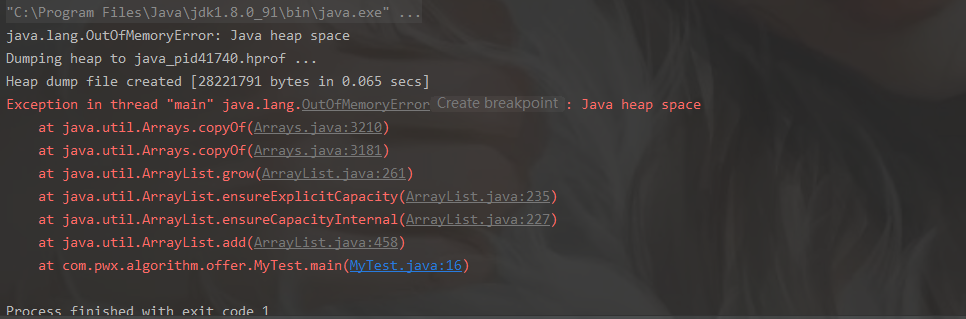 "C:\Program Files\Java\jdk1.8.0_91\bin\java.exe" ...
java.lang.OutOfMemoryError: Java heap space
Dumping heap to java_pid41740.hprof ...
Heap dump file created [28221791 bytes in 0.065 secs]
Exception in thread "main" java.lang.OutOfMemoryError Create breakpoint : Java heap space
    at java.util.Arrays.copyOf(Arrays.java:3210)
    at java.util.Arrays.copyOf(Arrays.java:3181)
    at java.util.ArrayList.grow(ArrayList.java:261)
    at java.util.ArrayList.ensureExplicitCapacity(ArrayList.java:235)
    at java.util.ArrayList.ensureCapacityInternal(ArrayList.java:227)
    at java.util.ArrayList.add(ArrayList.java:458)
    at com.pwx.algorithm.offer.MyTest.main(MyTest.java:16)
Process finished with exit code 1